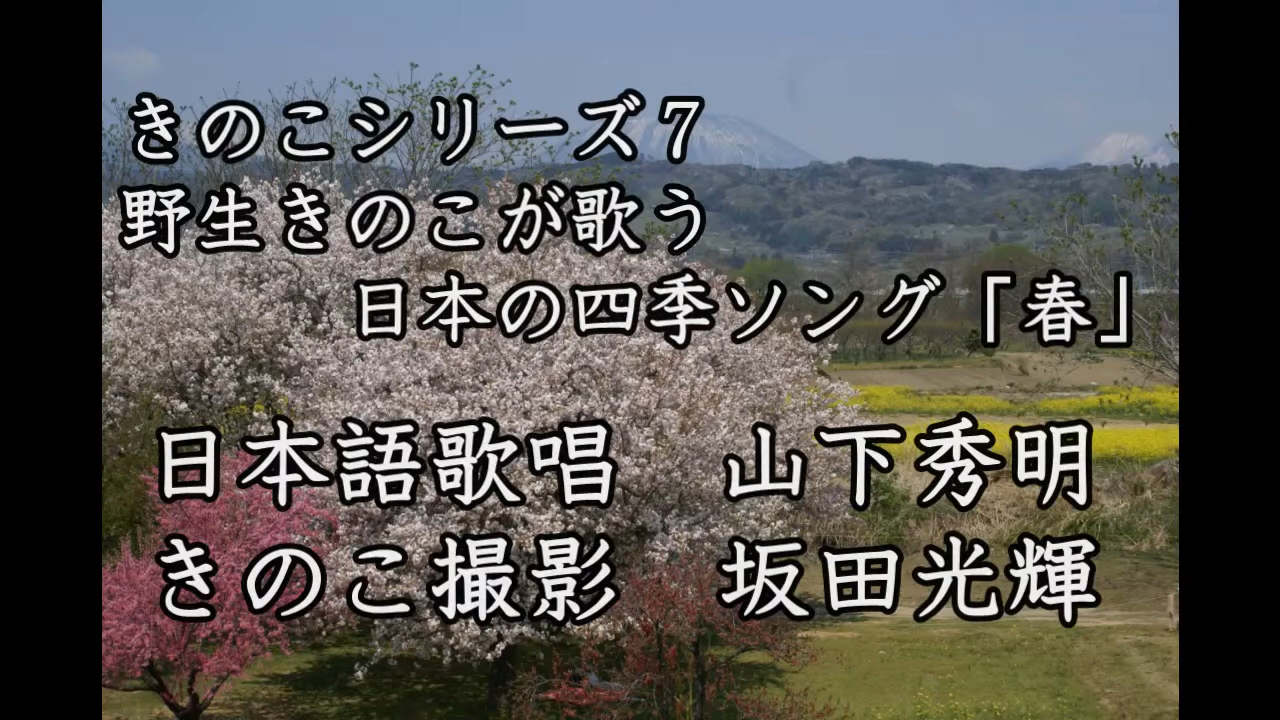 きのこシリーズ７
野生きのこが歌う
日本の四季ソング「春」
日本語歌唱　山下秀明
きのこ撮影　坂田光輝